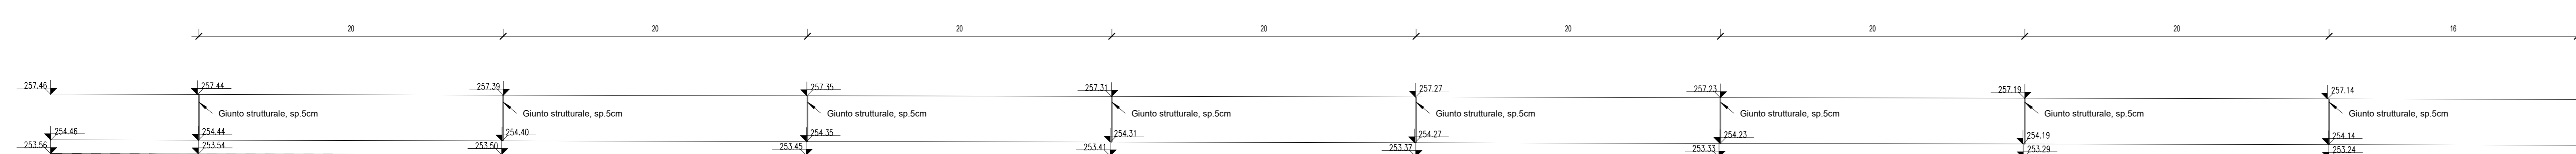 20 20 20 20 20 20 20 16
257.46 257.44 257.39 257.35 257.31 257.27 257.23 257.19 257.14
Giunto strutturale, sp.5cm Giunto strutturale, sp.5cm Giunto strutturale, sp.5cm Giunto strutturale, sp.5cm Giunto strutturale, sp.5cm Giunto strutturale, sp.5cm Giunto strutturale, sp.5cm Giunto strutturale, sp.5cm
254.46 254.44 254.40 254.35 254.31 254.27 254.23 254.19 254.14
253.56 253.54 253.50 253.45 253.41 253.37 253.33 253.29 253.24